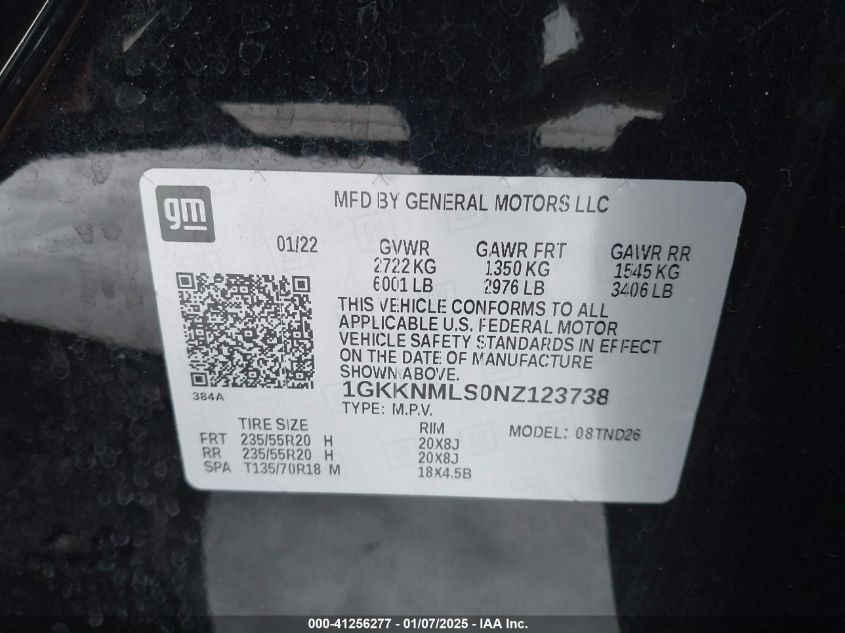 gm
MFD BY GENERAL MOTORS LLC
01/22 GVWR GAWR FRT GAWR RR
2722 KG 1350 KG 1545 KG
6001 LB 2976 LB 3406 LB
THIS VEHICLE CONFORMS TO ALL
APPLICABLE U.S. FEDERAL MOTOR
VEHICLE SAFETY STANDARDS IN EFFECT
ON THE DATE OF MANUFACTURE
SHOWN ABOVE.
384A
1GKKNMLS0NZ123738
TYPE: M.P.V.
TIRE SIZE RIM MODEL: 08TND26
FRT 235/55R20 H 20X8J
RR 235/55R20 H 20X8J
SPA T135/70R18 M 18X4.5B
000-41256277 - 01/07/2025 - IAA Inc.